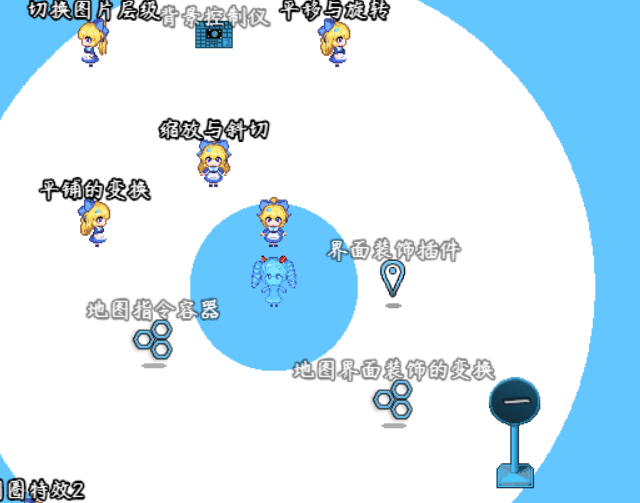 切换图片层级
背景控制仪
平移与旋转
缩放与斜切
平铺的变换
界面装饰插件
地图指令容器
地图界面装饰的变换
一
圈特效2